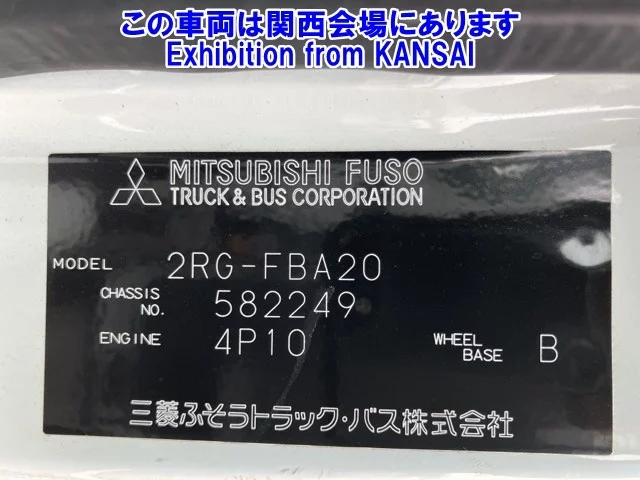 この車両は関西会場にあります
Exhibition from KANSAI
MITSUBISHI FUSO
TRUCK & BUS CORPORATION
MODEL 2RG-FBA20
CHASSIS NO. 582249
ENGINE 4P10 WHEEL BASE B
三菱ふそうトラック・バス株式会社